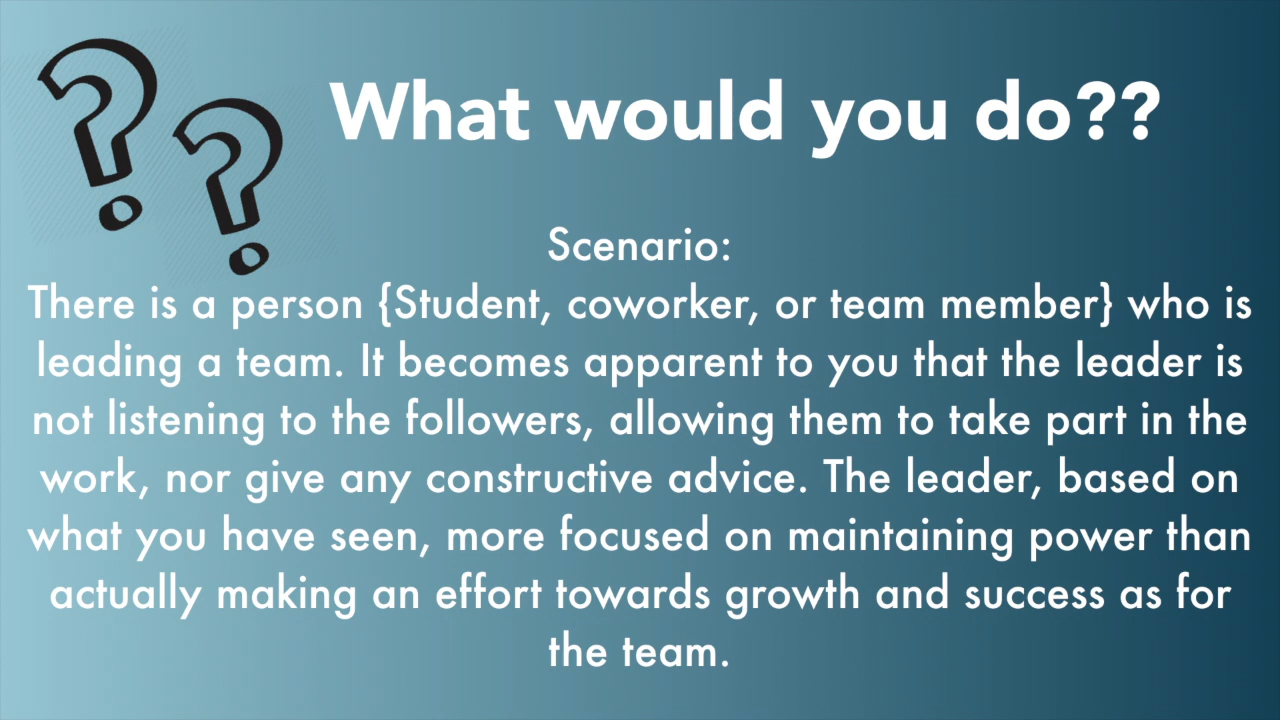 What would you do??
Scenario:
There is a person {Student, coworker, or team member} who is
leading a team. It becomes apparent to you that the leader is
not listening to the followers, allowing them to take part in the
work, nor give any constructive advice. The leader, based on
what you have seen, more focused on maintaining power than
actually making an effort towards growth and success as for
the team.